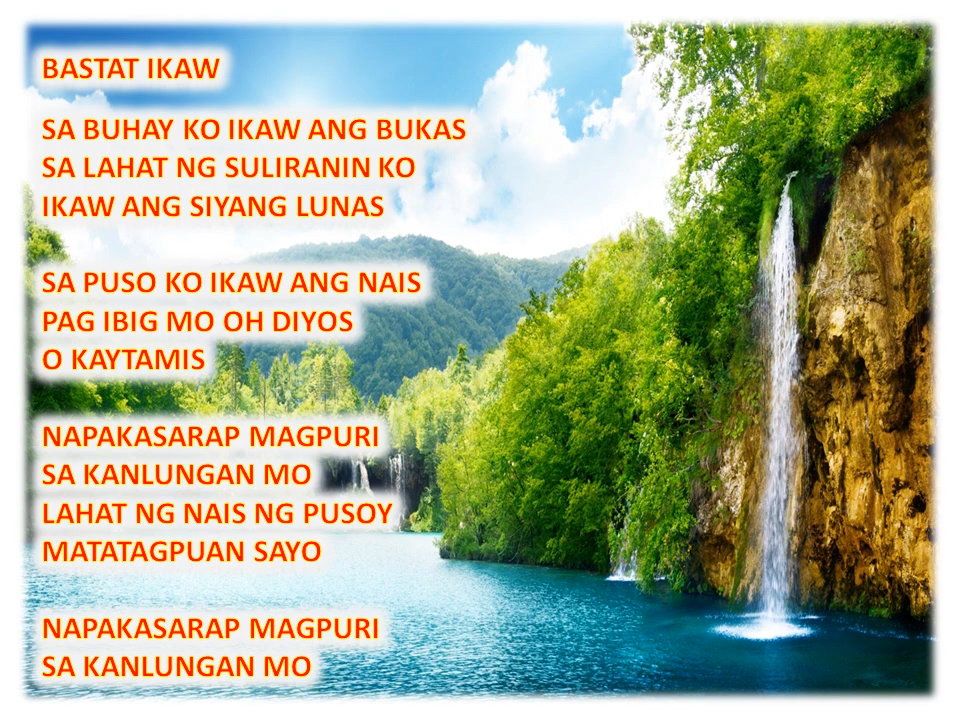 BASTAT IKAW
SA BUHAY KO IKAW ANG BUKAS
SA LAHAT NG SULIRANIN KO
IKAW ANG SIYANG LUNAS
SA PUSO KO IKAW ANG NAIS
PAG IBIG MO OH DIYOS
O KAYTAMIS
NAPAKASARAP MAGPURI
SA KANLUNGAN MO
LAHAT NG NAIS NG PUSOY
MATATAGPUAN SAYO
NAPAKASARAP MAGPURI
SA KANLUNGAN MO